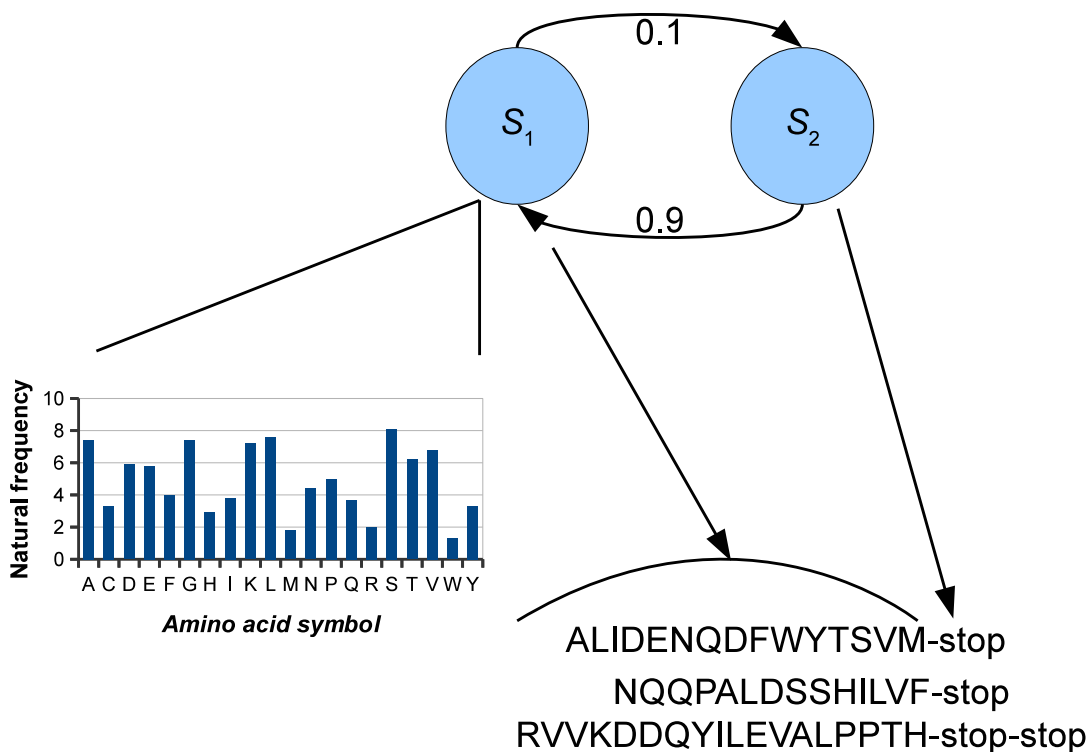 0.1
S1
S2
0.9
Natural frequency
10
8
6
4
2
0
A C D E F G H I K L M N P Q R S T V W Y
Amino acid symbol
ALIDENQDFWYTSVM-stop
NQQPALDSSHILVF-stop
RVVKDDQYILEVALPPTH-stop-stop